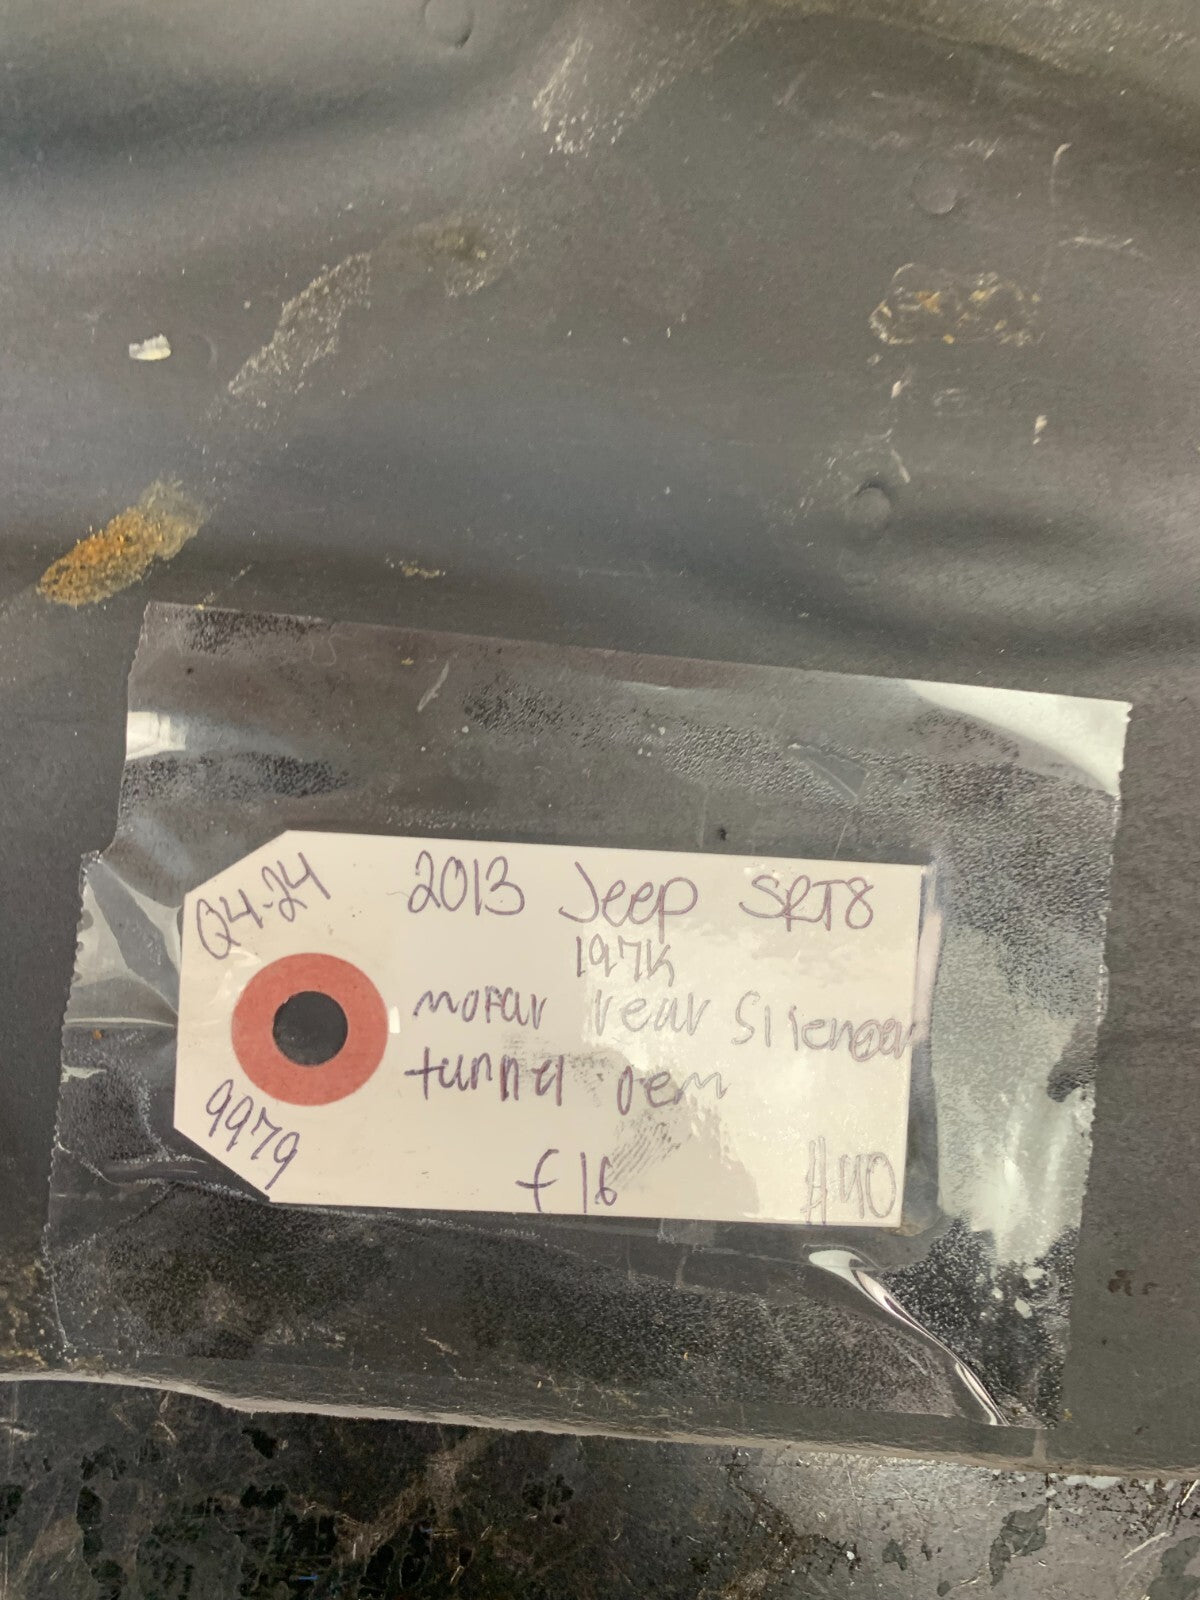 Q4-24
2013 Jeep SRT8
197K
mopar rear silencer
tunnel oem
9979
f16
#40